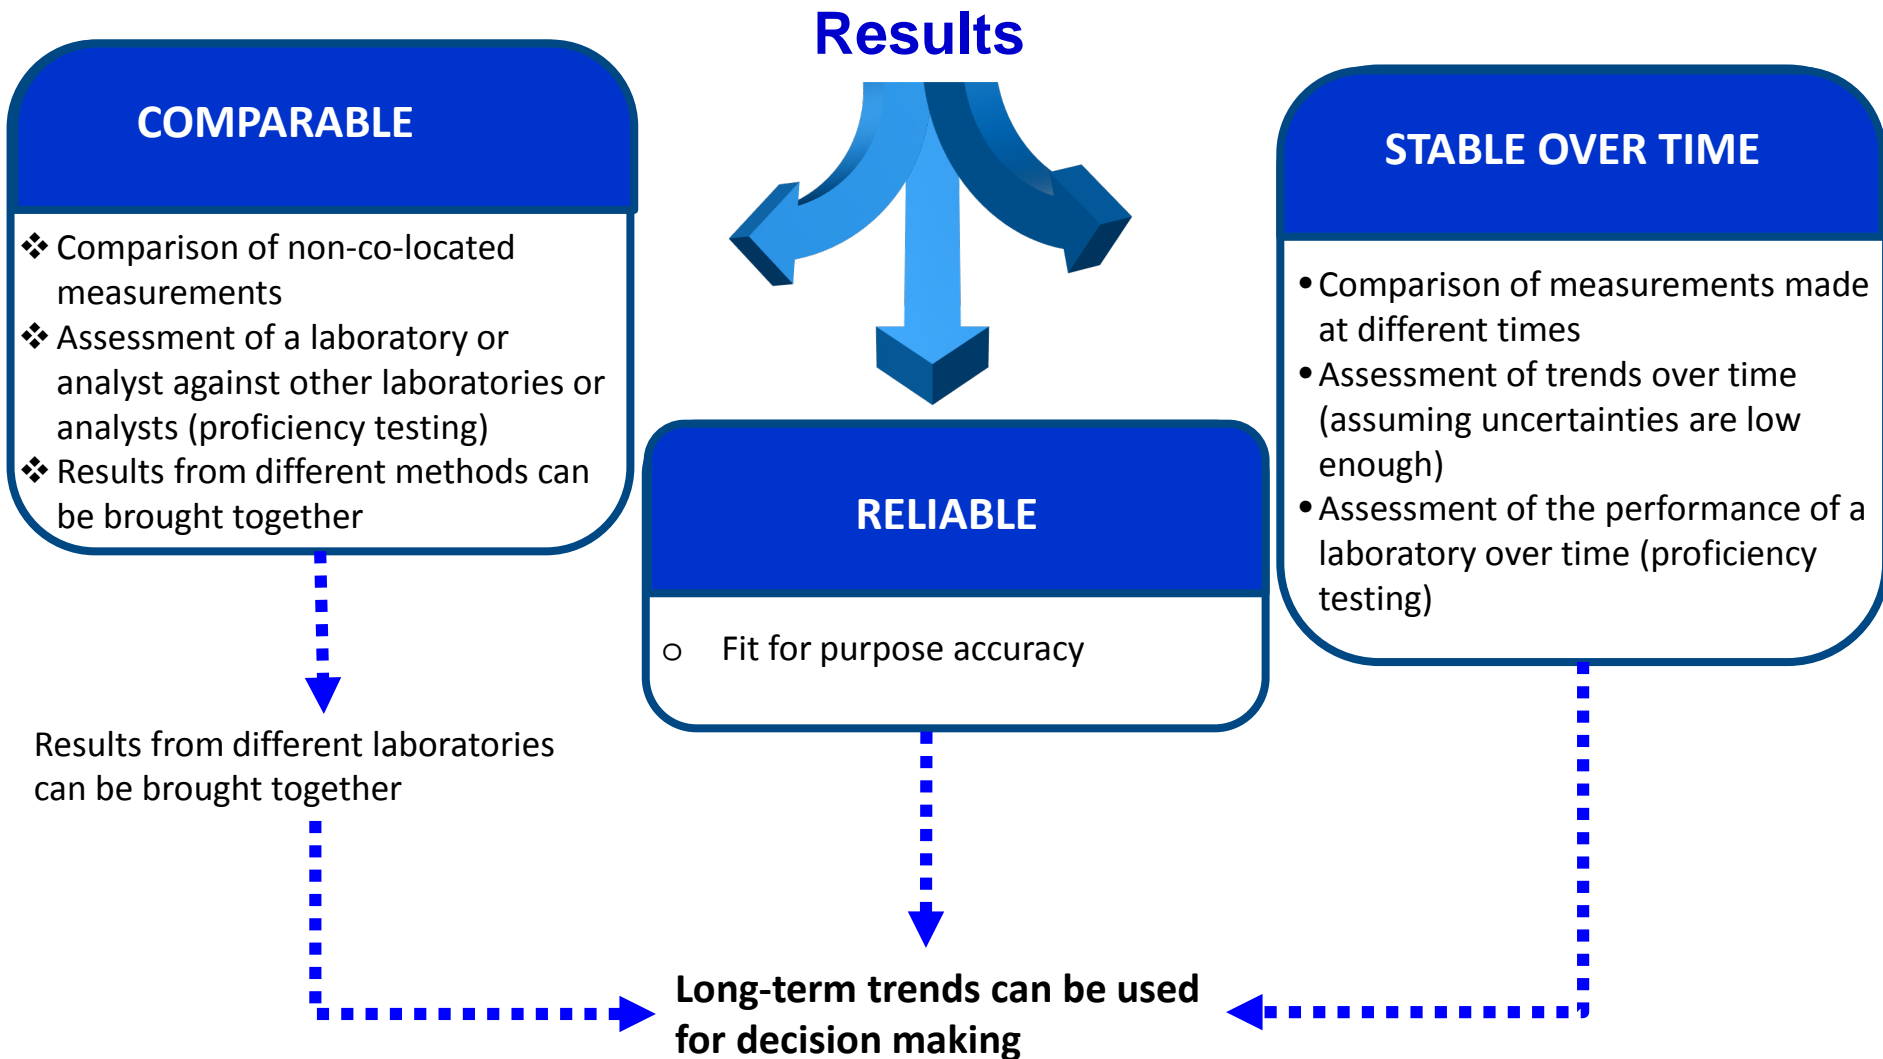 Results
COMPARABLE
❖ Comparison of non-co-located
measurements
❖ Assessment of a laboratory or
analyst against other laboratories or
analysts (proficiency testing)
❖ Results from different methods can
be brought together
Results from different laboratories
can be brought together
RELIABLE
o Fit for purpose accuracy
STABLE OVER TIME
• Comparison of measurements made
at different times
• Assessment of trends over time
(assuming uncertainties are low
enough)
• Assessment of the performance of a
laboratory over time (proficiency
testing)
Long-term trends can be used
for decision making